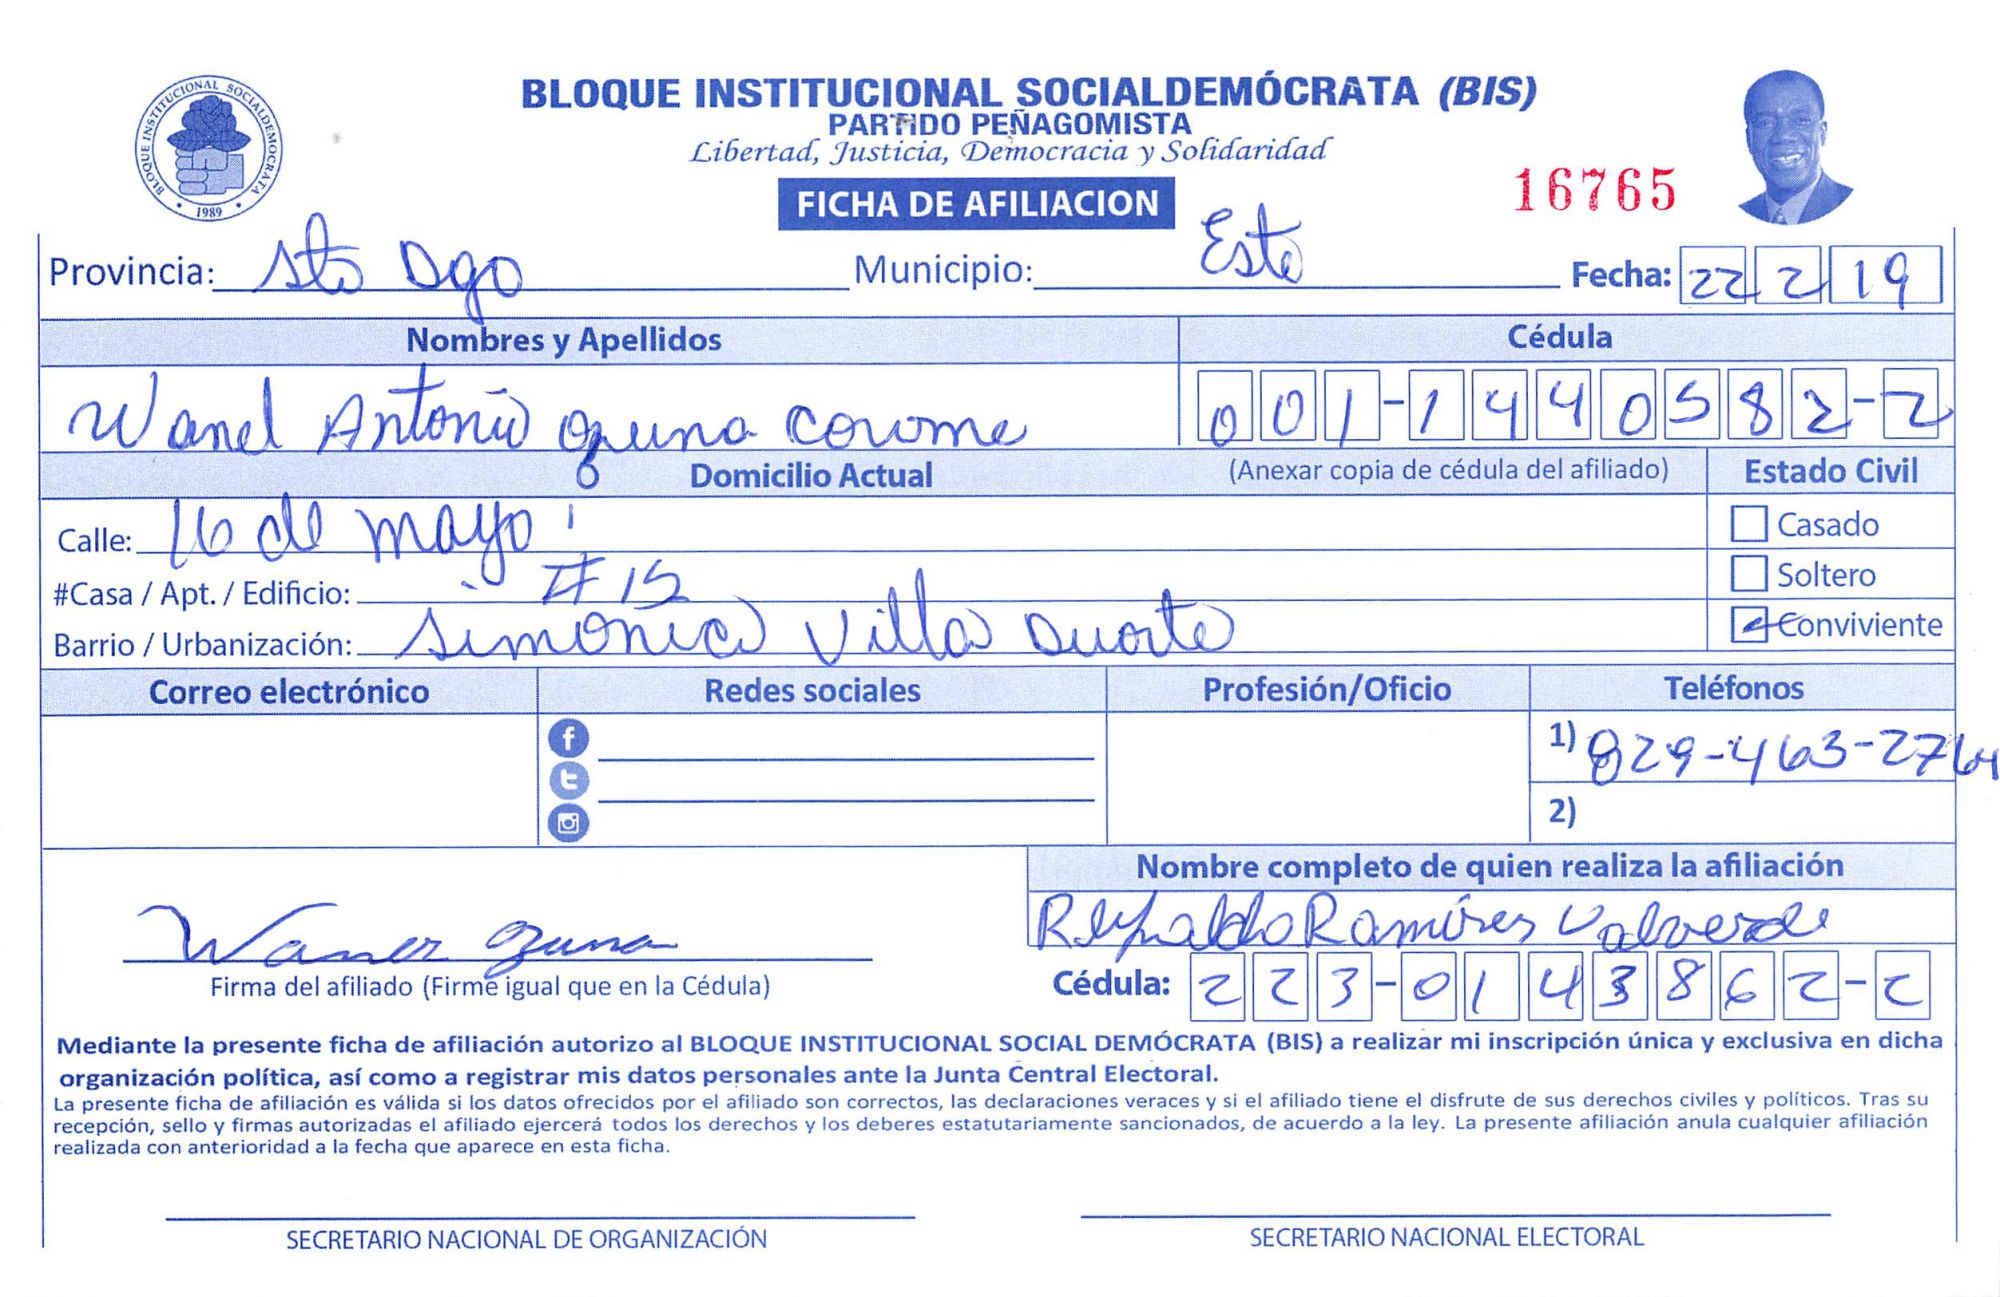 BLOQUE INSTITUCIONAL SOCIALDEMÓCRATA (BIS)
PARTIDO PEÑAGOMISTA
Libertad, Justicia, Democracia y Solidaridad
BLOQUE INSTITUCIONAL SOCIALDEMOCRATA
1989
16765
FICHA DE AFILIACION
Provincia: Sto Dgo Municipio: Este Fecha: 22 2 19
Nombres y Apellidos Cédula
Antonio 001-1440582-2
Domicilio Actual (Anexar copia de cédula del afiliado) Estado Civil
Calle: 16 de mayo Casado
#Casa / Apt. / Edificio: #15 Soltero
Barrio / Urbanización: Simonico Villa Duarte Conviviente
Correo electrónico Redes sociales Profesión/Oficio Teléfonos
1) 829-463-2764
2)
Nombre completo de quien realiza la afiliación
Reynaldo Ramires Valverde
Firma del afiliado (Firme igual que en la Cédula) Cédula: 223-0143862-2
Mediante la presente ficha de afiliación autorizo al BLOQUE INSTITUCIONAL SOCIAL DEMÓCRATA (BIS) a realizar mi inscripción única y exclusiva en dicha
organización política, así como a registrar mis datos personales ante la Junta Central Electoral.
La presente ficha de afiliación es válida si los datos ofrecidos por el afiliado son correctos, las declaraciones veraces y si el afiliado tiene el disfrute de sus derechos civiles y políticos. Tras su
recepción, sello y firmas autorizadas el afiliado ejercerá todos los derechos y los deberes estatutariamente sancionados, de acuerdo a la ley. La presente afiliación anula cualquier afiliación
realizada con anterioridad a la fecha que aparece en esta ficha.
SECRETARIO NACIONAL DE ORGANIZACIÓN SECRETARIO NACIONAL ELECTORAL